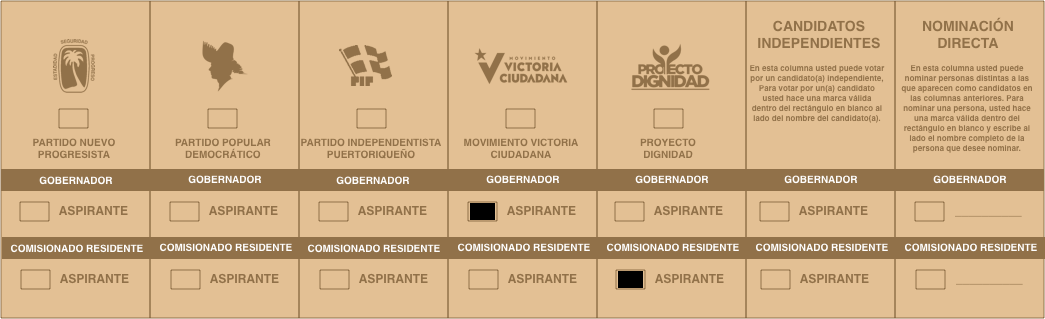 SEGURIDAD
ESTADIDAD
PROGRESO
PARTIDO NUEVO
PROGRESISTA
PARTIDO POPULAR
DEMOCRÁTICO
PIP
PARTIDO INDEPENDENTISTA
PUERTORIQUEÑO
MOVIMIENTO
VICTORIA
CIUDADANA
MOVIMIENTO VICTORIA
CIUDADANA
PROYECTO
DIGNIDAD
PROYECTO
DIGNIDAD
CANDIDATOS
INDEPENDIENTES
En esta columna usted puede votar
por un candidato(a) independiente,
Para votar por un(a) candidato
usted hace una marca válida
dentro del rectángulo en blanco al
lado del nombre del candidato(a).
NOMINACIÓN
DIRECTA
En esta columna usted puede
nominar personas distintas a las
que aparecen como candidatos en
las columnas anteriores. Para
nominar una persona, usted hace
una marca válida dentro del
rectángulo en blanco y escribe al
lado el nombre completo de la
persona que desee nominar.
GOBERNADOR GOBERNADOR GOBERNADOR GOBERNADOR GOBERNADOR GOBERNADOR GOBERNADOR
ASPIRANTE ASPIRANTE ASPIRANTE ASPIRANTE ASPIRANTE ASPIRANTE
COMISIONADO RESIDENTE COMISIONADO RESIDENTE COMISIONADO RESIDENTE COMISIONADO RESIDENTE COMISIONADO RESIDENTE COMISIONADO RESIDENTE COMISIONADO RESIDENTE
ASPIRANTE ASPIRANTE ASPIRANTE ASPIRANTE ASPIRANTE ASPIRANTE